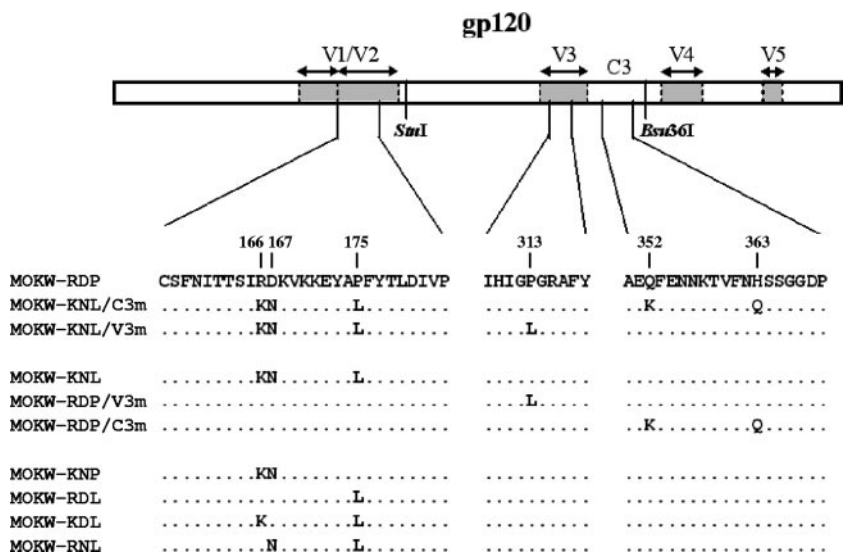 gp120
V1/V2 V3 C3 V4 V5
StuI Bsu36I
166 167 175 313 352 363
MOKW-RDP CSFNITTSIRDKVKKEYAPFYTLDIVP IHIGPGRAFY AEQFENNKTVFNHSSGGDP
MOKW-KNL/C3m .........KN.......L........ .......... ..K.........Q......
MOKW-KNL/V3m .........KN.......L........ ....L..... ...................
MOKW-KNL .........KN.......L........ .......... ...................
MOKW-RDP/V3m ........................... ....L..... ...................
MOKW-RDP/C3m ........................... .......... ..K.........Q......
MOKW-KNP .........KN................ .......... ...................
MOKW-RDL ..................L........ .......... ...................
MOKW-KDL .........K........L........ .......... ...................
MOKW-RNL ..........N.......L........ .......... ...................